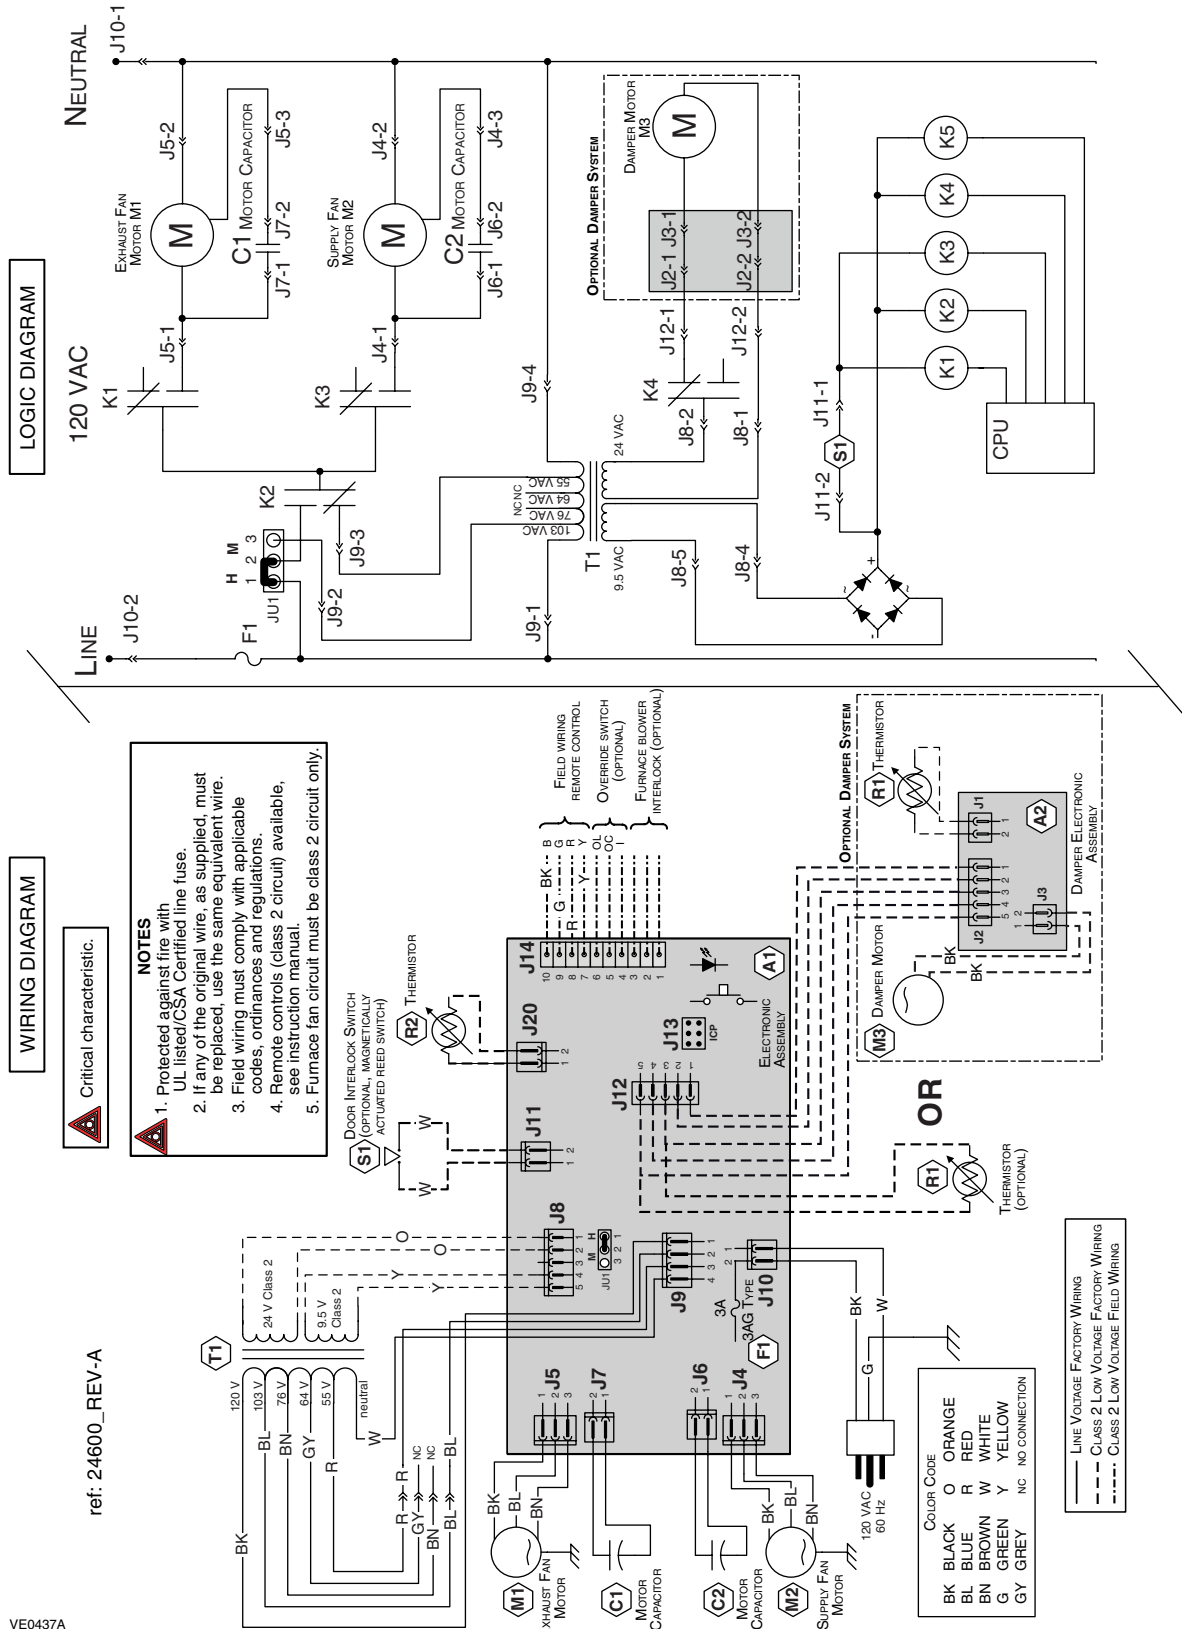 VE0437A
ref: 24600_REV-A
WIRING DIAGRAM
Critical characteristic.
NOTES
1. Protected against fire with
UL listed/CSA Certified line fuse.
2. If any of the original wire, as supplied, must
be replaced, use the same equivalent wire.
3. Field wiring must comply with applicable
codes, ordinances and regulations.
4. Remote controls (class 2 circuit) available,
see instruction manual.
5. Furnace fan circuit must be class 2 circuit only.
T1
120 V
103 V
76 V
64 V
55 V
neutral
24 V Class 2
9.5 V
Class 2
BK
BL
BN
GY
R
W
R
R
GY
NC
BN
NC
BL
BL
O
O
Y
Y
S1
DOOR INTERLOCK SWITCH
(OPTIONAL, MAGNETICALLY
ACTUATED REED SWITCH)
W
W
R2
THERMISTOR
J8
5 4 3 2 1
JU1
M H
3 2 1
J11
1 2
J20
1 2
J14
10 9 8 7 6 5 4 3 2 1
BK
G
R
Y
B
G
R
Y
OL
OC
I
FIELD WIRING
REMOTE CONTROL
OVERRIDE SWITCH
(OPTIONAL)
FURNACE BLOWER
INTERLOCK (OPTIONAL)
J5
1 2 3
J7
2 1
J6
2 1
J4
1 2 3
J9
4 3 2 1
J10
2 1
3A
3AG TYPE
F1
J12
5 4 3 2 1
J13
ICP
A1
ELECTRONIC
ASSEMBLY
BK
BL
BN
M1
XHAUST FAN
MOTOR
C1
MOTOR
CAPACITOR
C2
MOTOR
CAPACITOR
BK
BL
BN
M2
SUPPLY FAN
MOTOR
120 VAC
60 Hz
BK
G
W
R1
THERMISTOR
(OPTIONAL)
OR
OPTIONAL DAMPER SYSTEM
M3
DAMPER MOTOR
BK
BK
R1
THERMISTOR
J2
5 4 3 2 1
J1
2 1
J3
1 2
A2
DAMPER ELECTRONIC
ASSEMBLY
COLOR CODE
BK BLACK O ORANGE
BL BLUE R RED
BN BROWN W WHITE
G GREEN Y YELLOW
GY GREY NC NO CONNECTION
LINE VOLTAGE FACTORY WIRING
CLASS 2 LOW VOLTAGE FACTORY WIRING
CLASS 2 LOW VOLTAGE FIELD WIRING
LOGIC DIAGRAM
120 VAC
LINE
J10-2
NEUTRAL
J10-1
F1
JU1
H M
1 2 3
J9-2
J9-3
K2
K1
J5-1
EXHAUST FAN
MOTOR M1
M
J5-2
J7-1
C1 MOTOR CAPACITOR
J7-2
J5-3
K3
J4-1
SUPPLY FAN
MOTOR M2
M
J4-2
J6-1
C2 MOTOR CAPACITOR
J6-2
J4-3
J9-1
103 VAC
76 VAC
64 VAC
55 VAC
NC NC
J9-4
T1
9.5 VAC
24 VAC
J8-5
J8-4
J8-2
J8-1
K4
J12-1
J12-2
OPTIONAL DAMPER SYSTEM
J2-1
J3-1
J2-2
J3-2
DAMPER MOTOR
M3
M
~
-
+
~
J11-2
S1
J11-1
CPU
K1
K2
K3
K4
K5